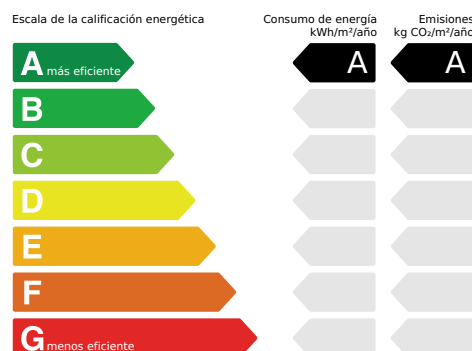 Escala de la calificación energética
Consumo de energía
kWh/m²/año
Emisiones
kg CO₂/m²/año
A más eficiente
A
A
B
C
D
E
F
G menos eficiente